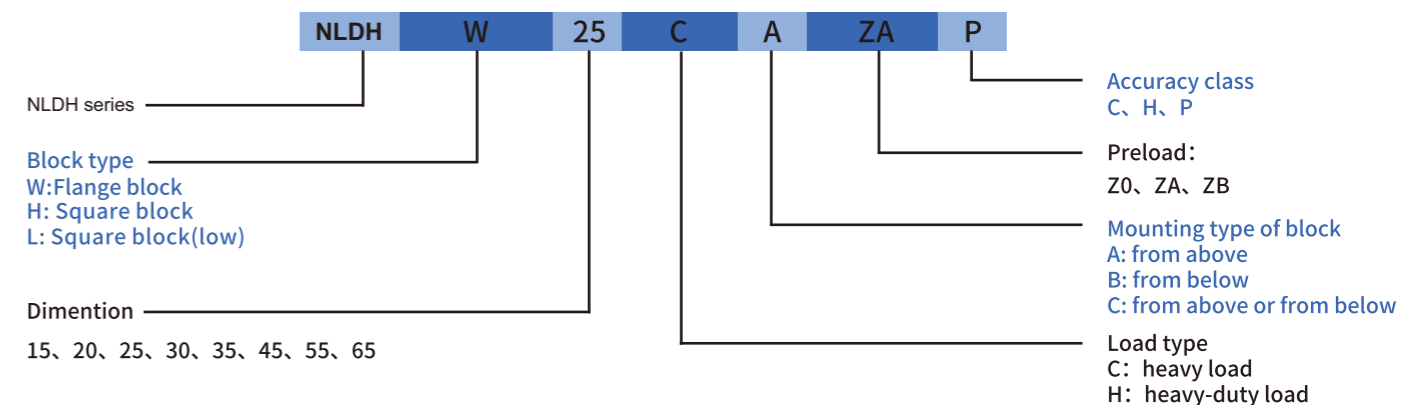 NLDH W 25 C A ZA P
NLDH series
Block type
W:Flange block
H: Square block
L: Square block(low)
Dimention
15、20、25、30、35、45、55、65
Accuracy class
C、H、P
Preload：
Z0、ZA、ZB
Mounting type of block
A: from above
B: from below
C: from above or from below
Load type
C：heavy load
H：heavy-duty load